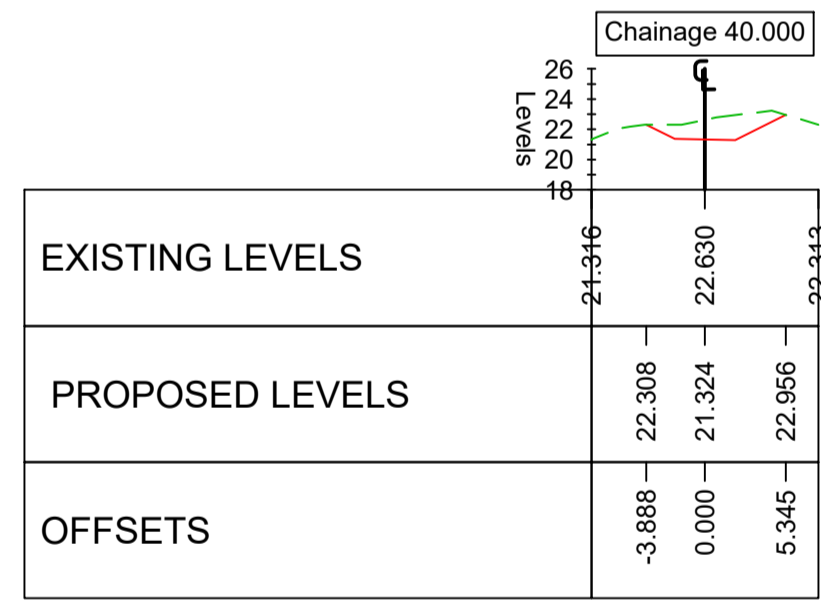 Chainage 40.000
CL
26
24
22
20
18
Levels
EXISTING LEVELS
21.316
22.630
PROPOSED LEVELS
22.308
21.324
22.956
OFFSETS
-3.888
0.000
5.345